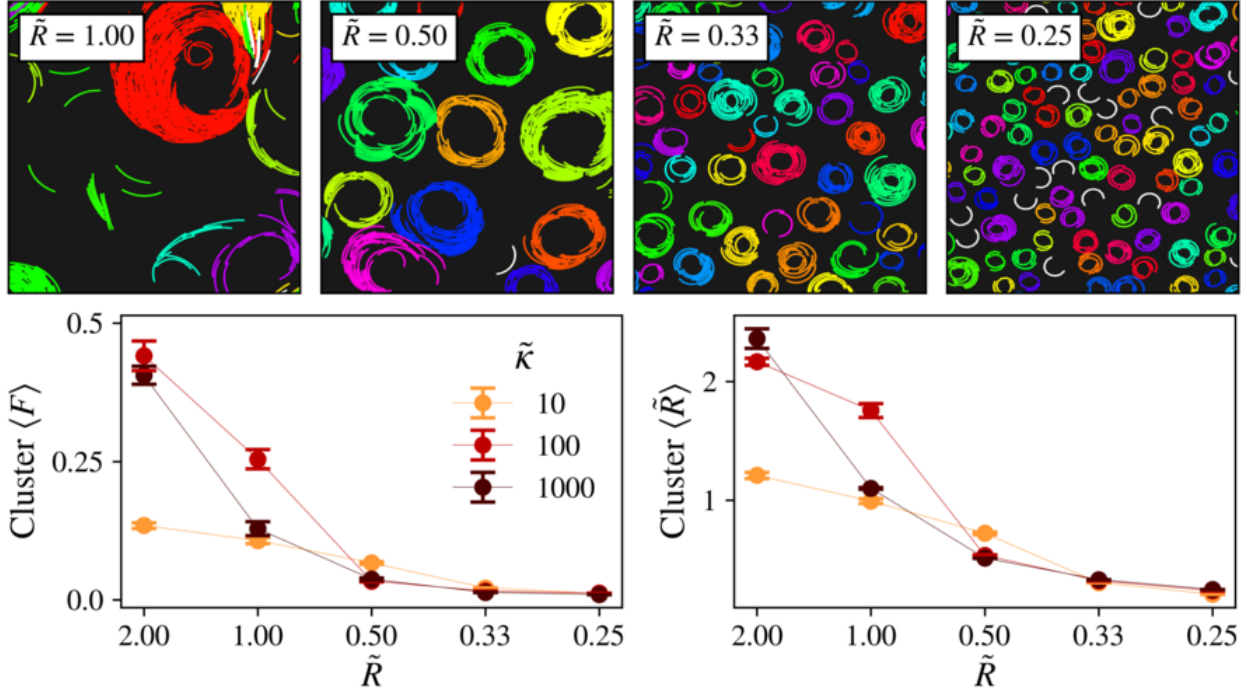 R̃ = 1.00
R̃ = 0.50
R̃ = 0.33
R̃ = 0.25
Cluster ⟨F⟩
0.5
0.25
0.0
2.00 1.00 0.50 0.33 0.25
R̃
κ̃
10
100
1000
Cluster ⟨R̃⟩
2
1
2.00 1.00 0.50 0.33 0.25
R̃